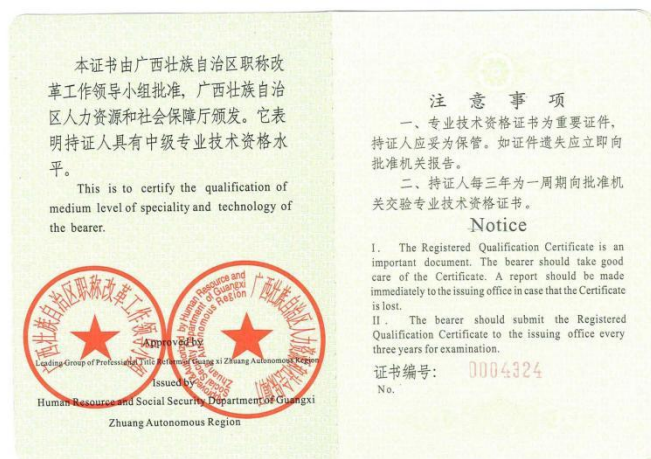 本证书由广西壮族自治区职称改
革工作领导小组批准，广西壮族自治
区人力资源和社会保障厅颁发。它表
明持证人具有中级专业技术资格水
平。
This is to certify the qualification of
medium level of speciality and technology of
the bearer.
广西壮族自治区职称改革工作领导小组
Approved by
Leading Group of Professional Title Reform of Guang xi Zhuang Autonomous Region
Issued by
Human Resource and Social Security Department of Guangxi
Zhuang Autonomous Region
广西壮族自治区人力资源和社会保障厅
注 意 事 项
一、专业技术资格证书为重要证件，
持证人应妥为保管。如证件遗失应立即向
批准机关报告。
二、持证人每三年为一周期向批准机
关交验专业技术资格证书。
Notice
I. The Registered Qualification Certificate is an
important document. The bearer should take good
care of the Certificate. A report should be made
immediately to the issuing office in case that the Certificate
is lost.
II. The bearer should submit the Registered
Qualification Certificate to the issuing office every
three years for examination.
证书编号： 0004324
No.